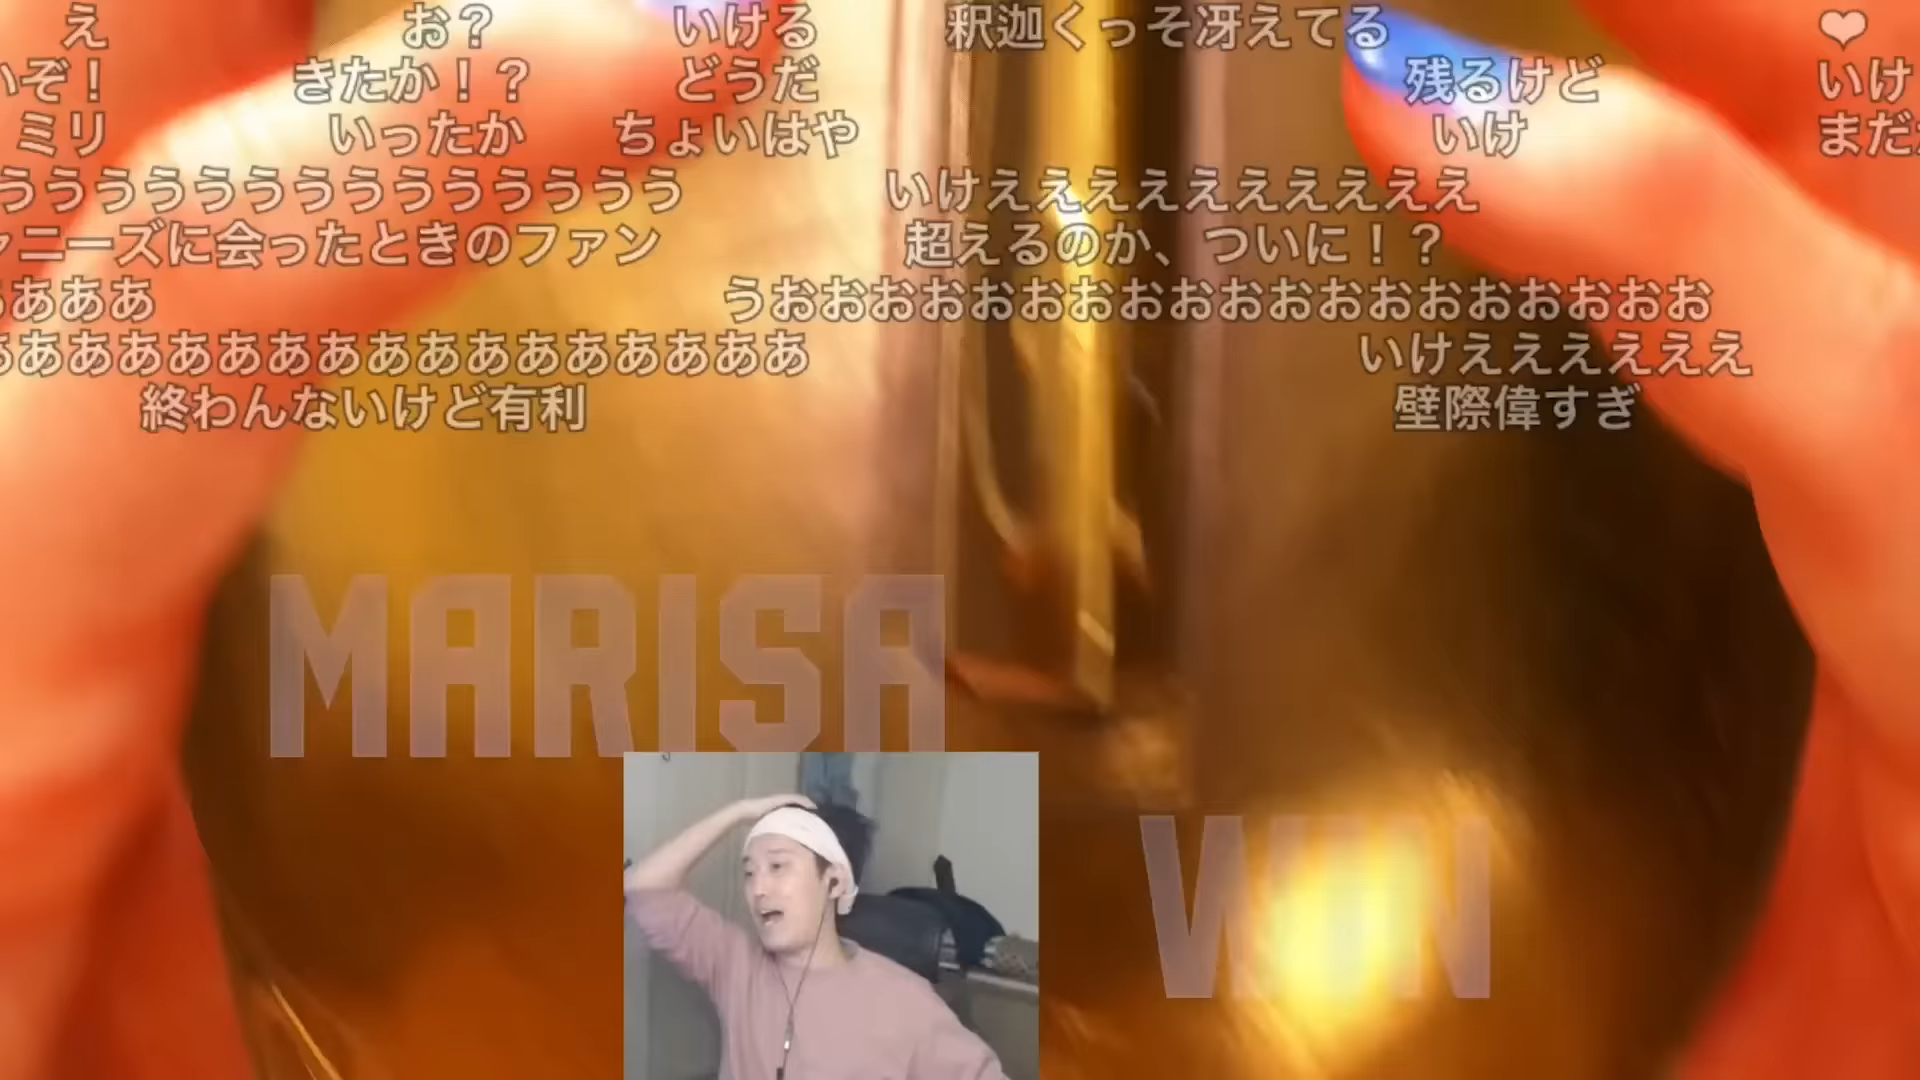 え お？ いける 釈迦くっそ冴えてる ❤
いぞ！ きたか！？ どうだ 残るけど いけ
ミリ いったか ちょいはや いけ まだ
うううううううううううううう いけええええええええええ
ャニーズに会ったときのファン 超えるのか、ついに！？
あああ うおおおおおおおおおおおおおおおおおおお
ああああああああああああああああ いけええええええ
終わんないけど有利 壁際偉すぎ
MARISA
WIN